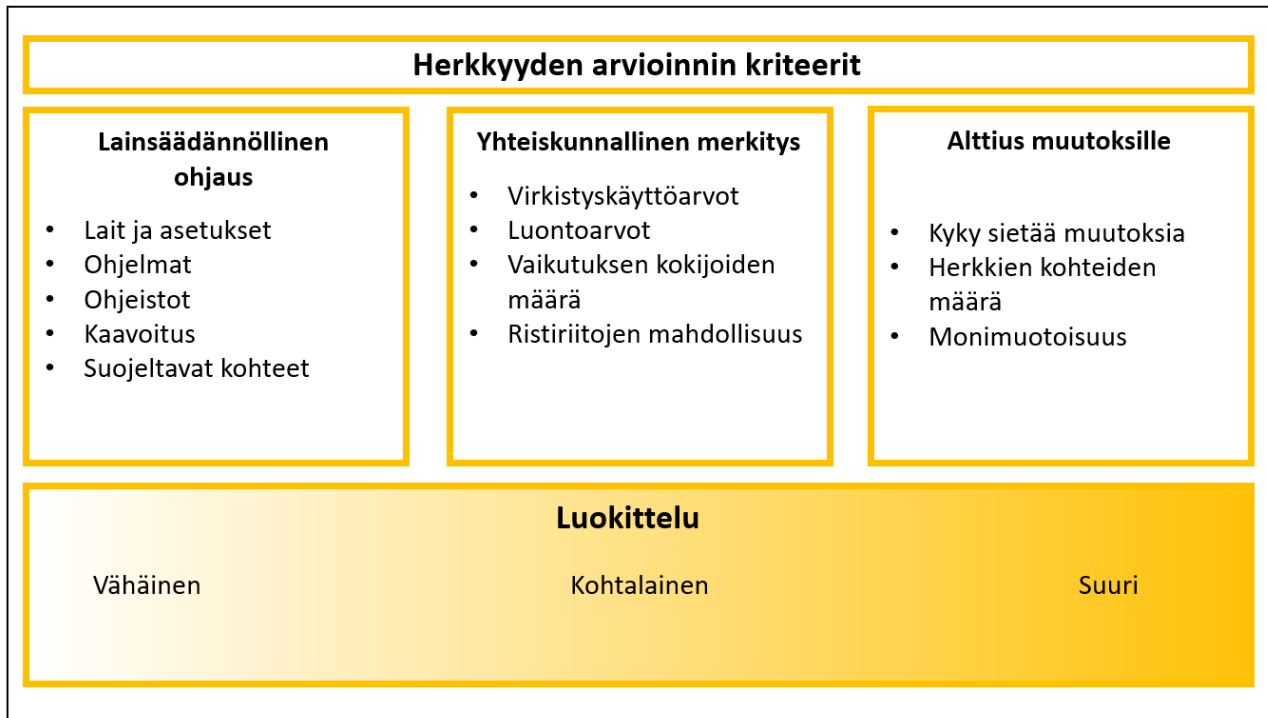 Herkkyyden arvioinnin kriteerit
Lainsäädännöllinen
ohjaus
• Lait ja asetukset
• Ohjelmat
• Ohjeistot
• Kaavoitus
• Suojeltavat kohteet
Yhteiskunnallinen merkitys
• Virkistyskäyttöarvot
• Luontoarvot
• Vaikutuksen kokijoiden
määrä
• Ristiriitojen mahdollisuus
Alttius muutoksille
• Kyky sietää muutoksia
• Herkkien kohteiden
määrä
• Monimuotoisuus
Luokittelu
Vähäinen
Kohtalainen
Suuri